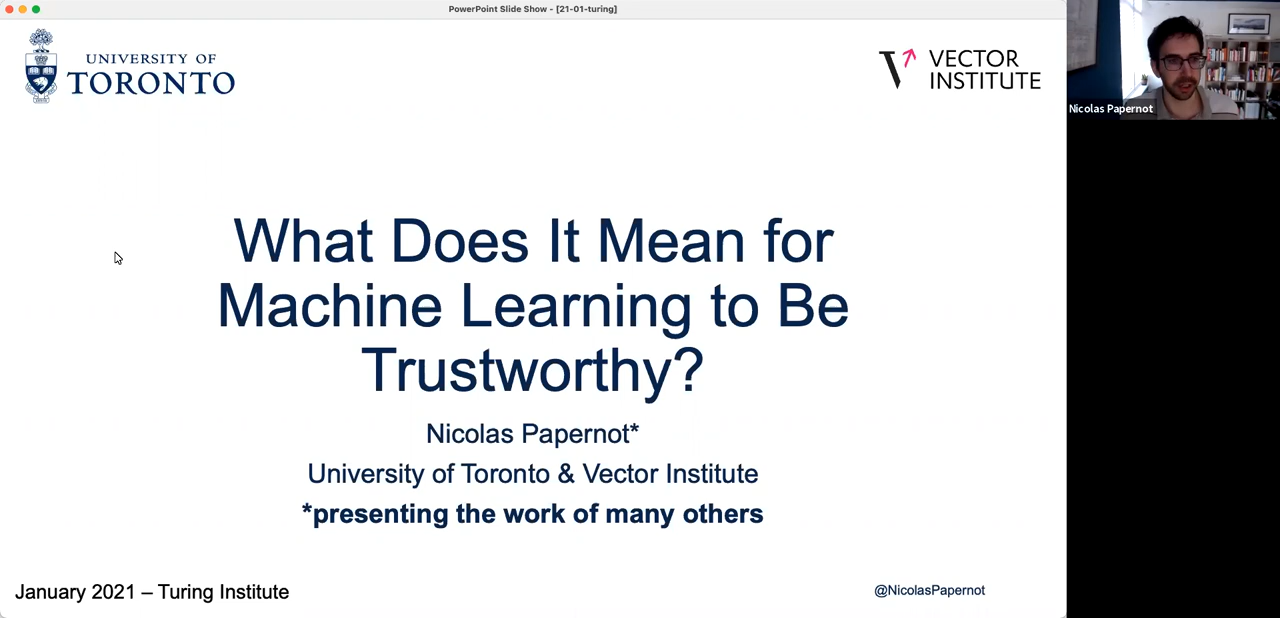 PowerPoint Slide Show - [21-01-turing]
UNIVERSITY OF
TORONTO
VECTOR
INSTITUTE
Nicolas Papernot
What Does It Mean for
Machine Learning to Be
Trustworthy?
Nicolas Papernot*
University of Toronto & Vector Institute
*presenting the work of many others
January 2021 – Turing Institute
@NicolasPapernot